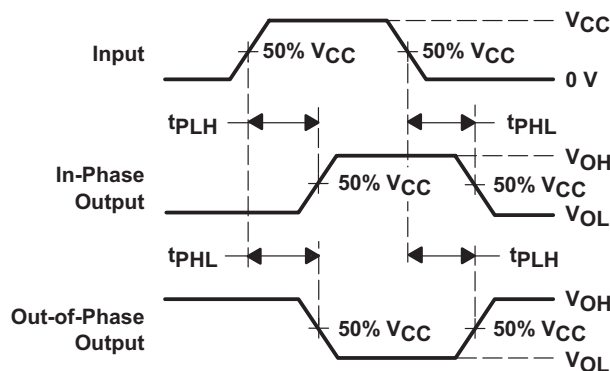 VCC
Input
50% VCC
50% VCC
0 V
tPLH
tPHL
In-Phase
Output
50% VCC
VOH
50% VCC
VOL
tPHL
tPLH
Out-of-Phase
Output
50% VCC
VOH
50% VCC
VOL